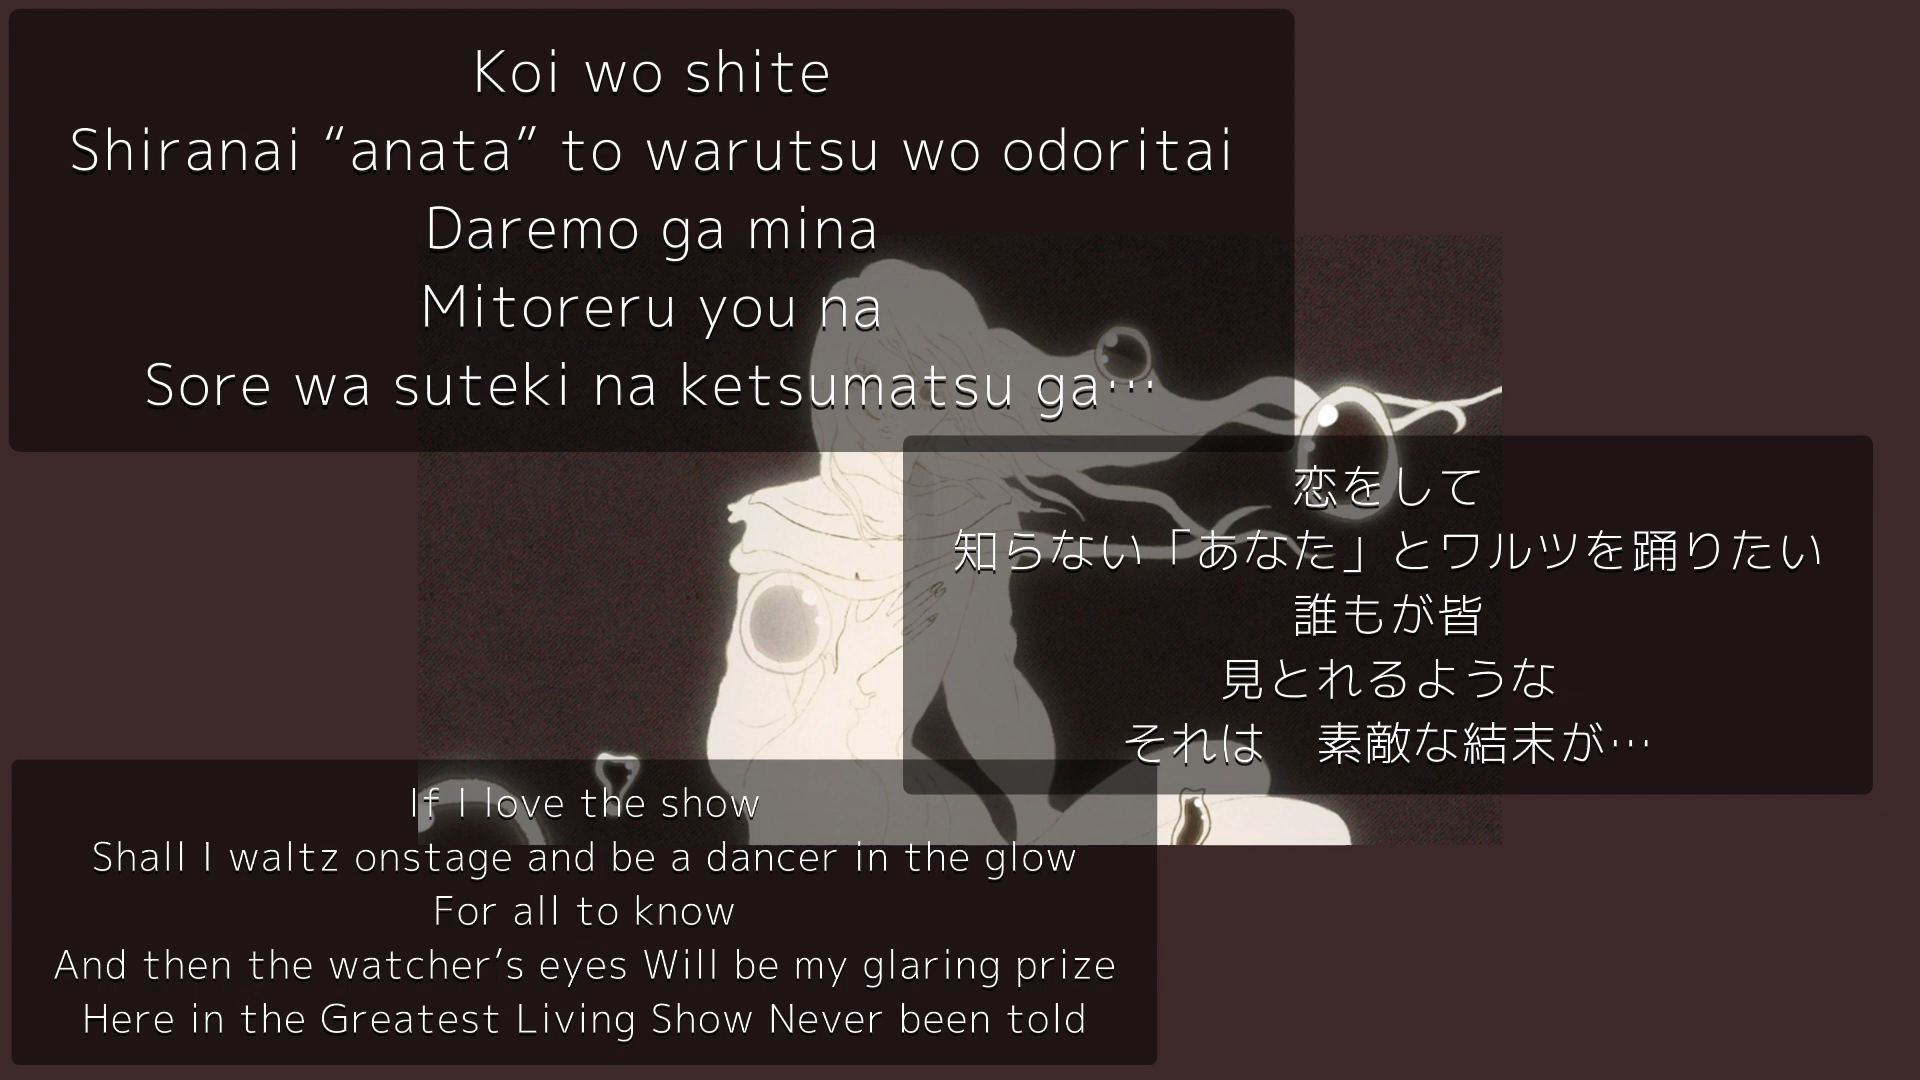 Koi wo shite
Shiranai “anata” to warutsu wo odoritai
Daremo ga mina
Mitoreru you na
Sore wa suteki na ketsumatsu ga…
恋をして
知らない「あなた」とワルツを踊りたい
誰もが皆
見とれるような
それは　素敵な結末が…
If I love the show
Shall I waltz onstage and be a dancer in the glow
For all to know
And then the watcher’s eyes Will be my glaring prize
Here in the Greatest Living Show Never been told